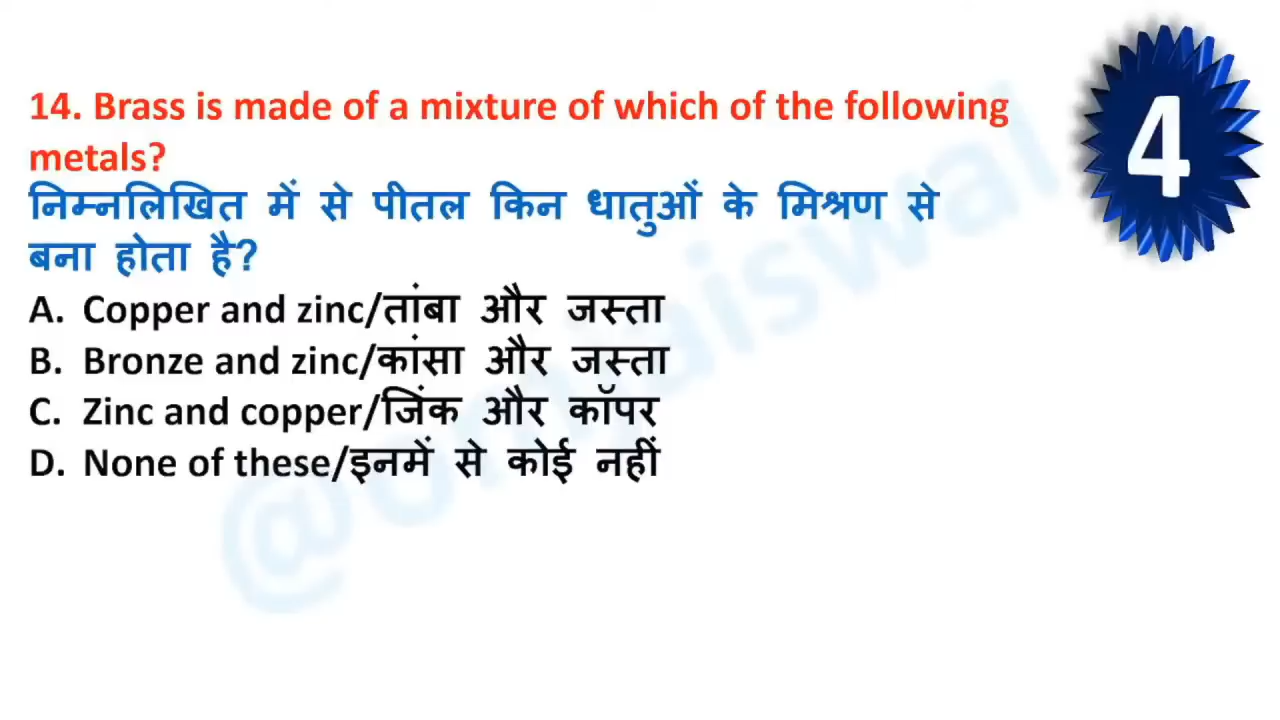 14. Brass is made of a mixture of which of the following
metals?
निम्नलिखित में से पीतल किन धातुओं के मिश्रण से
बना होता है?
A. Copper and zinc/तांबा और जस्ता
B. Bronze and zinc/कांसा और जस्ता
C. Zinc and copper/जिंक और कॉपर
D. None of these/इनमें से कोई नहीं
4